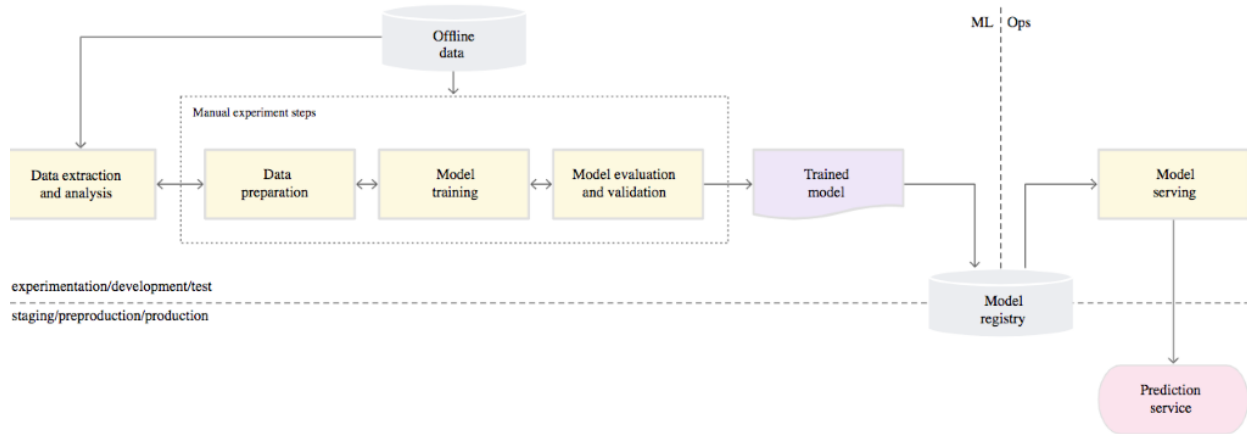 Offline
data
ML
Ops
Manual experiment steps
Data extraction
and analysis
Data
preparation
Model
training
Model evaluation
and validation
Trained
model
Model
serving
experimentation/development/test
staging/preproduction/production
Model
registry
Prediction
service